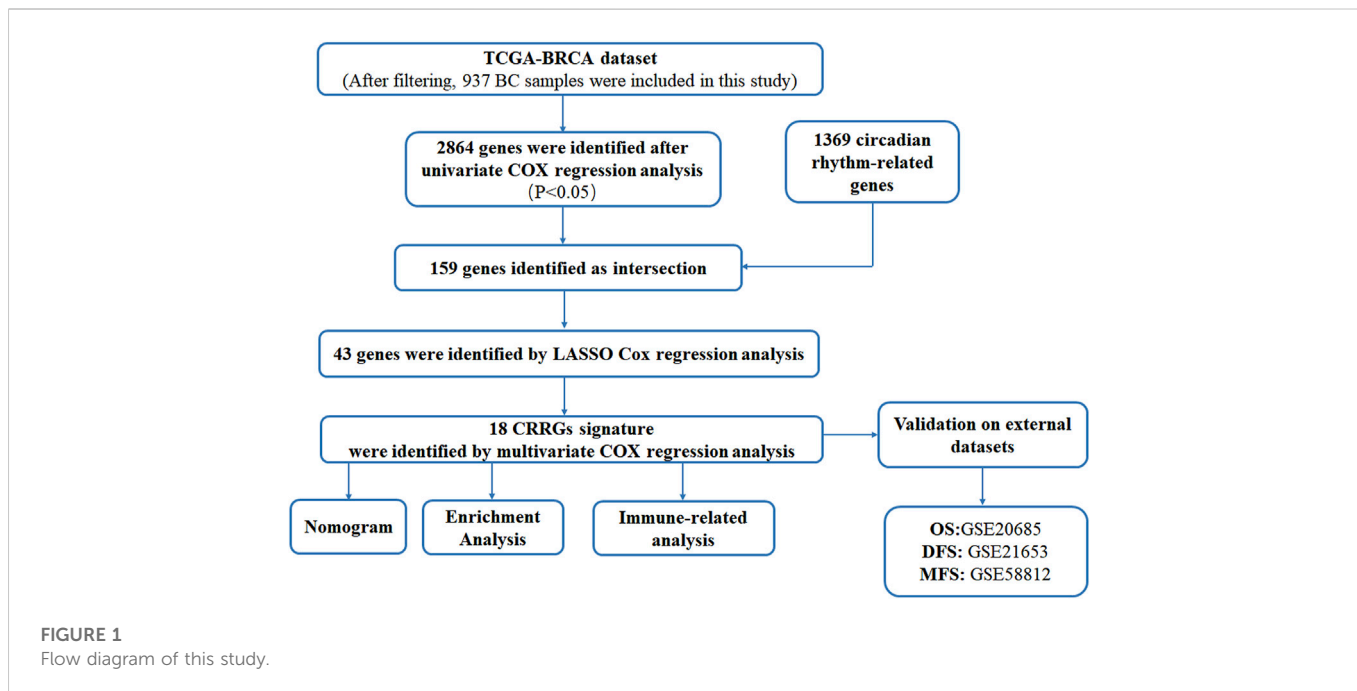 TCGA-BRCA dataset
(After filtering, 937 BC samples were included in this study)
2864 genes were identified after
univariate COX regression analysis
(P<0.05)
1369 circadian
rhythm-related
genes
159 genes identified as intersection
43 genes were identified by LASSO Cox regression analysis
18 CRRGs signature
were identified by multivariate COX regression analysis
Validation on external
datasets
Nomogram
Enrichment
Analysis
Immune-related
analysis
OS:GSE20685
DFS: GSE21653
MFS: GSE58812
FIGURE 1
Flow diagram of this study.